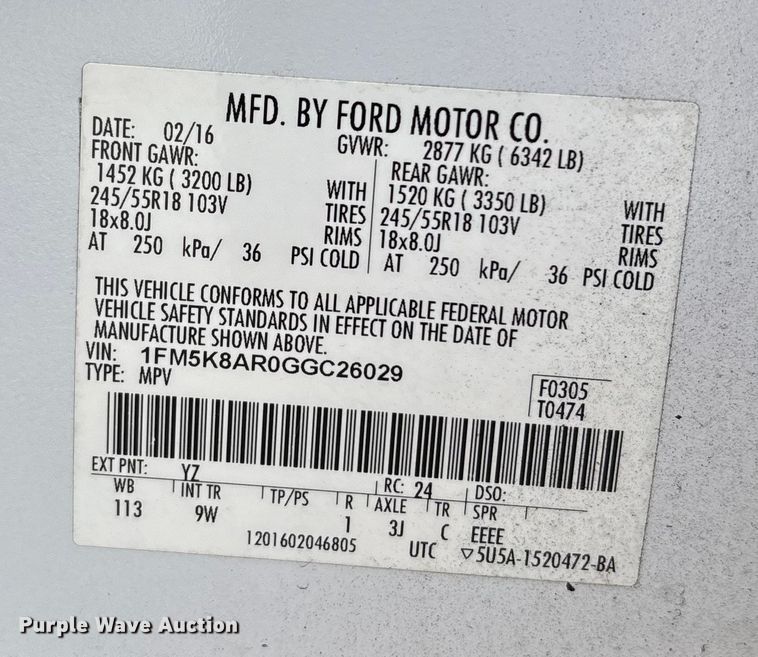 MFD. BY FORD MOTOR CO.
DATE: 02/16
GVWR: 2877 KG ( 6342 LB)
FRONT GAWR:
1452 KG ( 3200 LB) WITH
245/55R18 103V TIRES
18x8.0J RIMS
AT 250 kPa/ 36 PSI COLD
REAR GAWR:
1520 KG ( 3350 LB) WITH
245/55R18 103V TIRES
18x8.0J RIMS
AT 250 kPa/ 36 PSI COLD
THIS VEHICLE CONFORMS TO ALL APPLICABLE FEDERAL MOTOR
VEHICLE SAFETY STANDARDS IN EFFECT ON THE DATE OF
MANUFACTURE SHOWN ABOVE.
VIN: 1FM5K8AR0GGC26029
TYPE: MPV
F0305
T0474
EXT PNT: YZ RC: 24 DSO:
WB INT TR TP/PS R AXLE TR SPR
113 9W 1 3J C EEEE
1201602046805 UTC ▽5U5A-1520472-BA
Purple Wave Auction